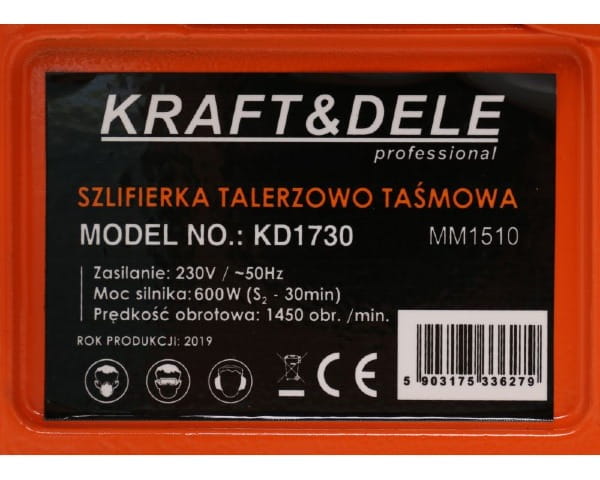 KRAFT&DELE
professional
SZLIFIERKA TALERZOWO TAŚMOWA
MODEL NO.: KD1730 MM1510
Zasilanie: 230V / ~50Hz
Moc silnika: 600W (S₂ - 30min)
Prędkość obrotowa: 1450 obr. /min.
ROK PRODUKCJI: 2019
CE
5 903175 336279